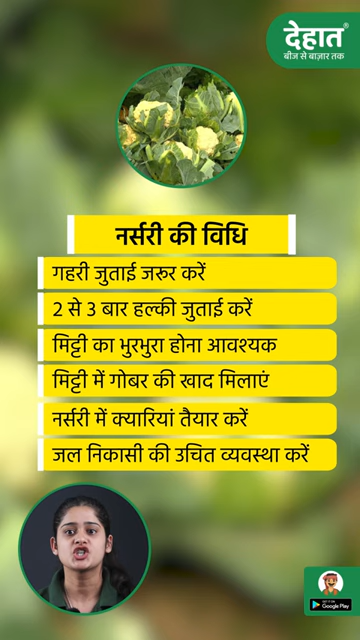 देहात®
बीज से बाज़ार तक
नर्सरी की विधि
गहरी जुताई जरूर करें
2 से 3 बार हल्की जुताई करें
मिट्टी का भुरभुरा होना आवश्यक
मिट्टी में गोबर की खाद मिलाएं
नर्सरी में क्यारियां तैयार करें
जल निकासी की उचित व्यवस्था करें
GET IT ON
Google Play